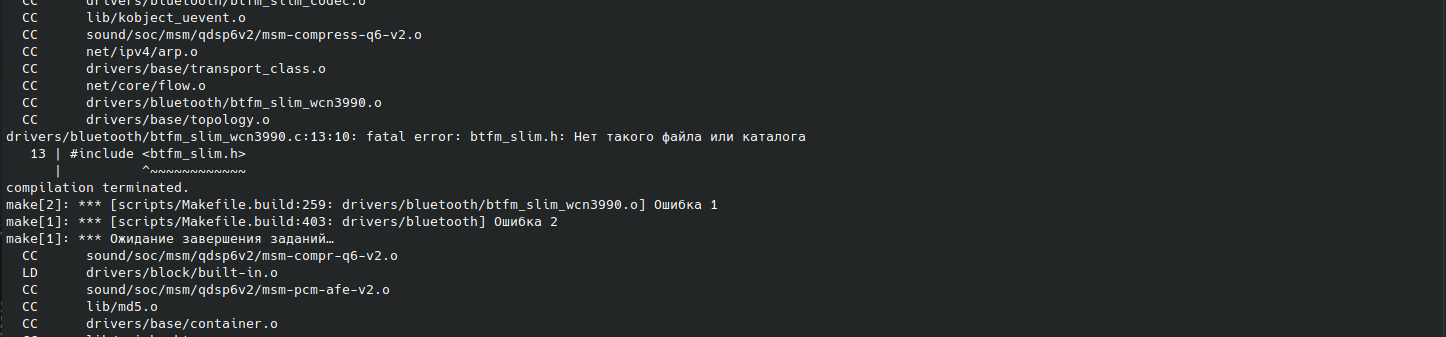 CC drivers/bluetooth/btfm_slim_codec.o
CC lib/kobject_uevent.o
CC sound/soc/msm/qdsp6v2/msm-compress-q6-v2.o
CC net/ipv4/arp.o
CC drivers/base/transport_class.o
CC net/core/flow.o
CC drivers/bluetooth/btfm_slim_wcn3990.o
CC drivers/base/topology.o
drivers/bluetooth/btfm_slim_wcn3990.c:13:10: fatal error: btfm_slim.h: Нет такого файла или каталога
13 | #include <btfm_slim.h>
| ^~~~~~~~~~~~~
compilation terminated.
make[2]: *** [scripts/Makefile.build:259: drivers/bluetooth/btfm_slim_wcn3990.o] Ошибка 1
make[1]: *** [scripts/Makefile.build:403: drivers/bluetooth] Ошибка 2
make[1]: *** Ожидание завершения заданий…
CC sound/soc/msm/qdsp6v2/msm-compr-q6-v2.o
LD drivers/block/built-in.o
CC sound/soc/msm/qdsp6v2/msm-pcm-afe-v2.o
CC lib/md5.o
CC drivers/base/container.o